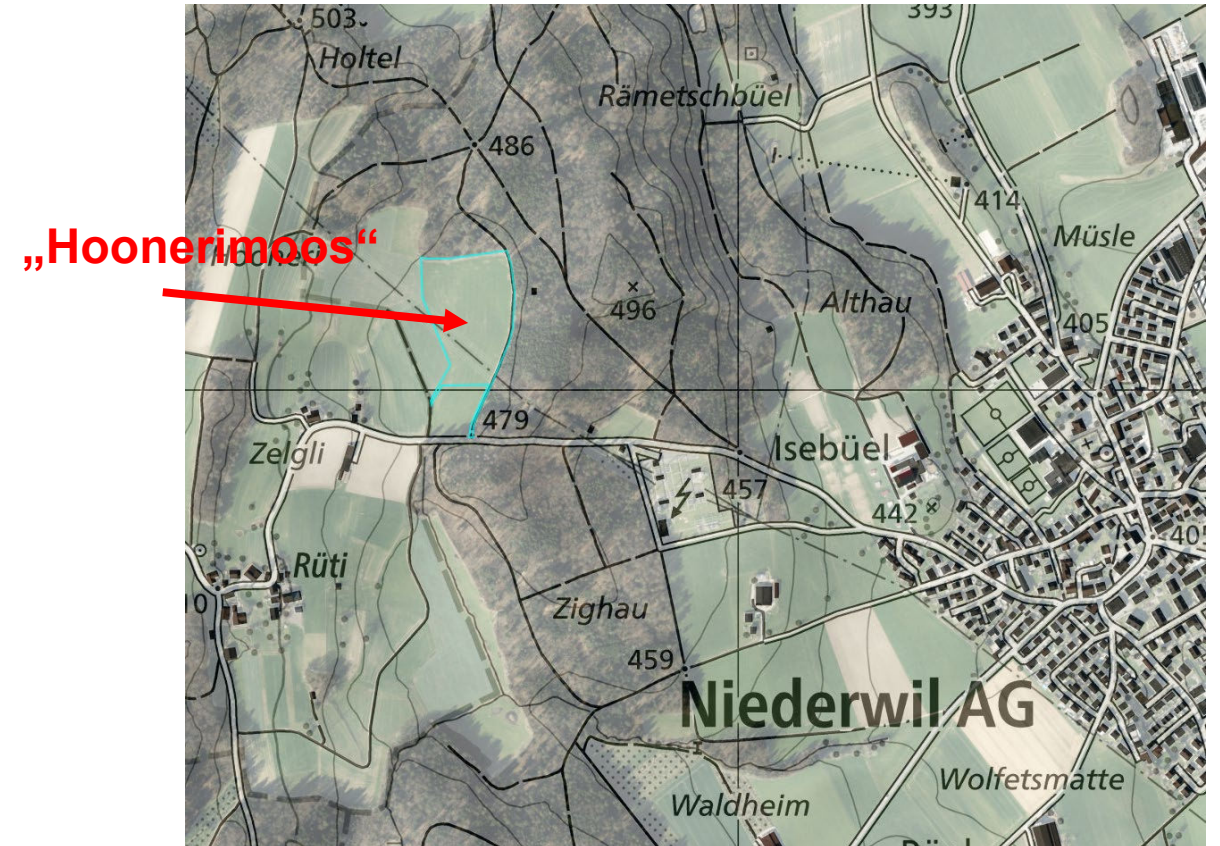 393
503
Holtel
Rämetschbüel
486
414
Müsle
„Hoonerimoos“
Hooneri
496
Althau
405
479
Isebüel
Zelgli
457
442
Rüti
405
Zighau
459
Niederwil AG
Wolfetsmatte
Waldheim